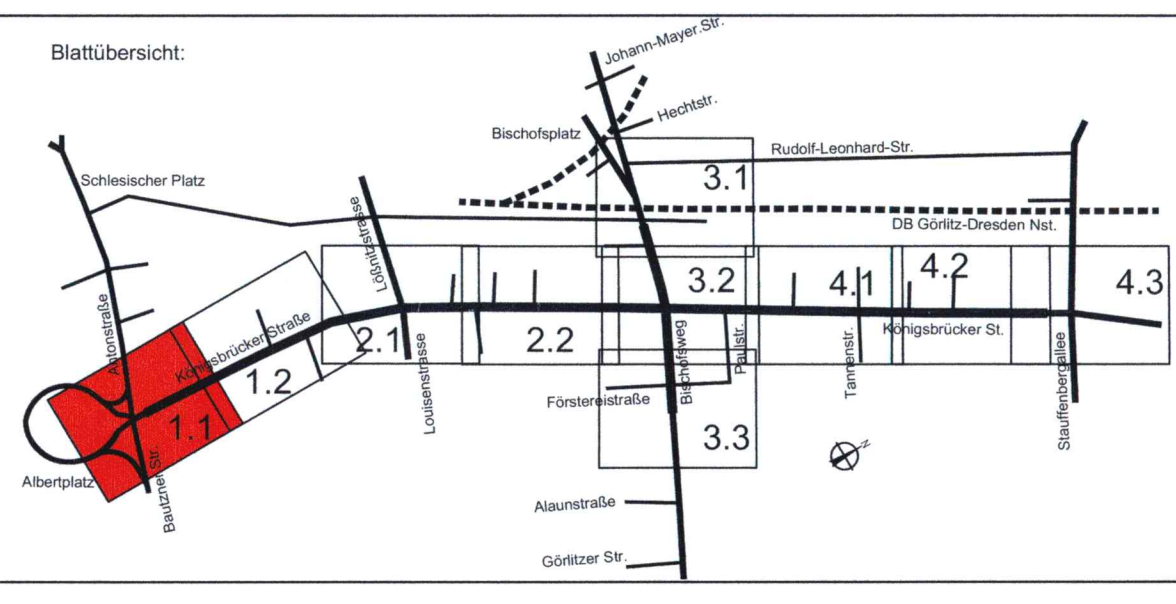 Blattübersicht:
Johann-Mayer.Str.
Hechtstr.
Bischofsplatz
Rudolf-Leonhard-Str.
Schlesischer Platz
3.1
DB Görlitz-Dresden Nst.
Lößnitzstrasse
3.2
4.1
4.2
4.3
Antonstraße
Königsbrücker Straße
2.1
2.2
Königsbrücker St.
1.2
Louisenstrasse
Bischofsweg
Paulstr.
Tannenstr.
Stauffenbergallee
Förstereistraße
1.1
3.3
N
Albertplatz
Bautzner Str.
Alaunstraße
Görlitzer Str.